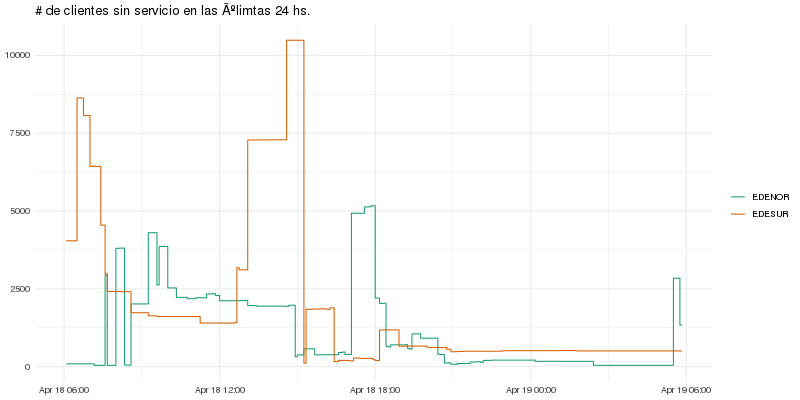 # de clientes sin servicio en las Ãºlimtas 24 hs.
10000
7500
5000
2500
0
Apr 18 06:00
Apr 18 12:00
Apr 18 18:00
Apr 19 00:00
Apr 19 06:00
EDENOR
EDESUR